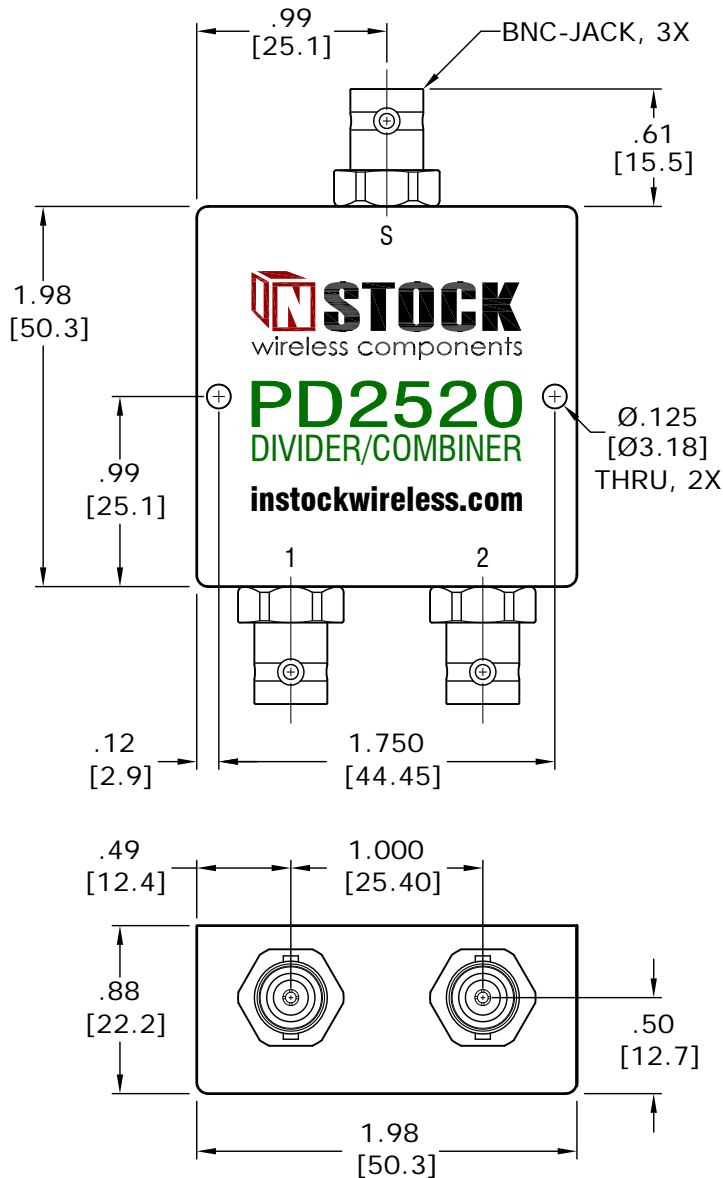 .99
[25.1]
BNC-JACK, 3X
.61
[15.5]
S
1.98
[50.3]
INSTOCK
wireless components
PD2520
DIVIDER/COMBINER
instockwireless.com
Ø.125
[Ø3.18]
THRU, 2X
.99
[25.1]
1
2
.12
[2.9]
1.750
[44.45]
.49
[12.4]
1.000
[25.40]
.88
[22.2]
.50
[12.7]
1.98
[50.3]